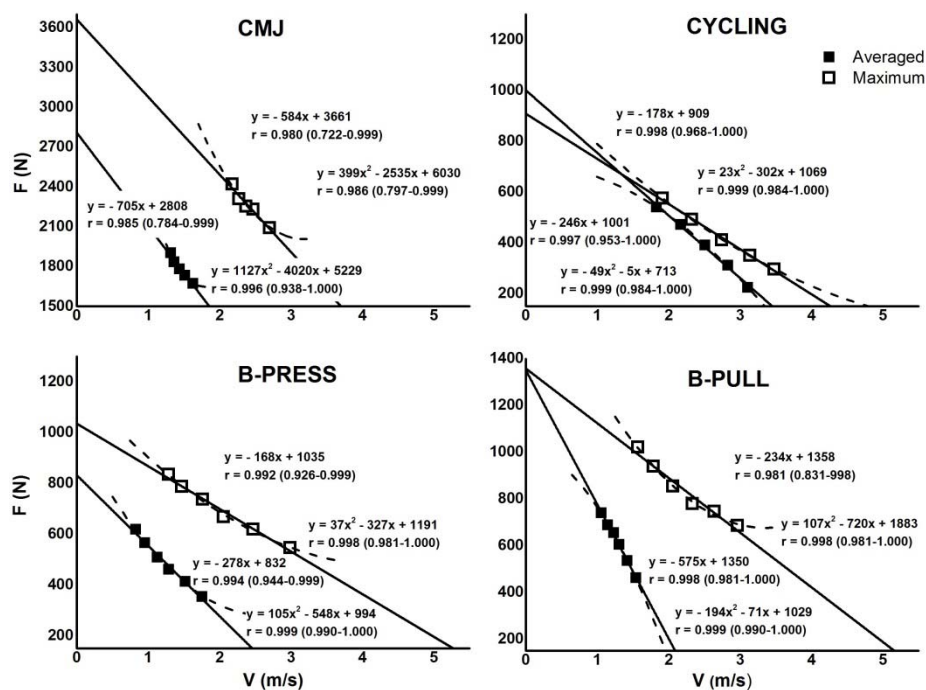 CMJ
3600
3300
3000
2700
2400
2100
1800
1500
F (N)
0
1
2
3
4
5
y = - 584x + 3661
r = 0.980 (0.722-0.999)
399x² - 2535x + 6030
r = 0.986 (0.797-0.999)
y = - 705x + 2808
r = 0.985 (0.784-0.999)
1127x² - 4020x + 5229
r = 0.996 (0.938-1.000)
CYCLING
Averaged
Maximum
1200
1000
800
600
400
200
0
1
2
3
4
5
y = - 178x + 909
r = 0.998 (0.968-1.000)
y = 23x² - 302x + 1069
r = 0.999 (0.984-1.000)
y = - 246x + 1001
r = 0.997 (0.953-1.000)
y = - 49x² - 5x + 713
r = 0.999 (0.984-1.000)
B-PRESS
1200
1000
800
600
400
200
F (N)
0
1
2
3
4
5
V (m/s)
y = - 168x + 1035
r = 0.992 (0.926-0.999)
y = 37x² - 327x + 1191
r = 0.998 (0.981-1.000)
y = - 278x + 832
r = 0.994 (0.944-0.999)
y = 105x² - 548x + 994
r = 0.999 (0.990-1.000)
B-PULL
1400
1200
1000
800
600
400
200
0
1
2
3
4
5
V (m/s)
y = - 234x + 1358
r = 0.981 (0.831-998)
y = 107x² - 720x + 1883
r = 0.998 (0.981-1.000)
y = - 575x + 1350
r = 0.998 (0.981-1.000)
y = - 194x² - 71x + 1029
r = 0.999 (0.990-1.000)